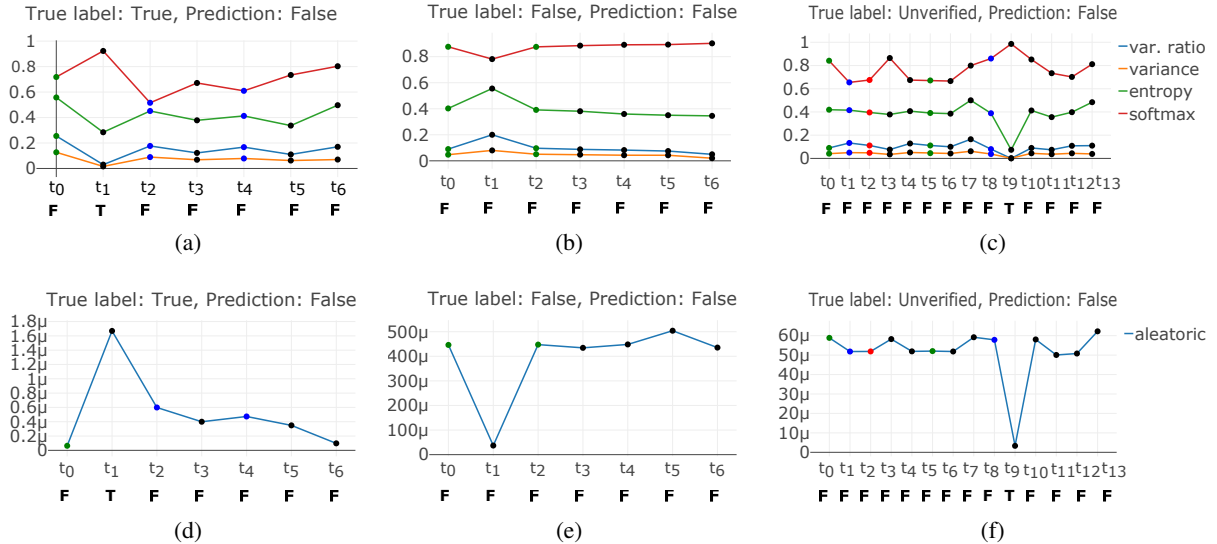 True label: True, Prediction: False
1
0.8
0.6
0.4
0.2
0
t0 t1 t2 t3 t4 t5 t6
F T F F F F F
(a)
True label: False, Prediction: False
0.8
0.6
0.4
0.2
0
t0 t1 t2 t3 t4 t5 t6
F F F F F F F
(b)
True label: Unverified, Prediction: False
1
0.8
0.6
0.4
0.2
0
t0 t1 t2 t3 t4 t5 t6 t7 t8 t9 t10 t11 t12 t13
F F F F F F F F F T F F F F
(c)
var. ratio
variance
entropy
softmax
True label: True, Prediction: False
1.8μ
1.6μ
1.4μ
1.2μ
1μ
0.8μ
0.6μ
0.4μ
0.2μ
0
t0 t1 t2 t3 t4 t5 t6
F T F F F F F
(d)
True label: False, Prediction: False
500μ
400μ
300μ
200μ
100μ
0
t0 t1 t2 t3 t4 t5 t6
F F F F F F F
(e)
True label: Unverified, Prediction: False
60μ
50μ
40μ
30μ
20μ
10μ
0
t0 t1 t2 t3 t4 t5 t6 t7 t8 t9 t10 t11 t12 t13
F F F F F F F F F T F F F F
(f)
aleatoric